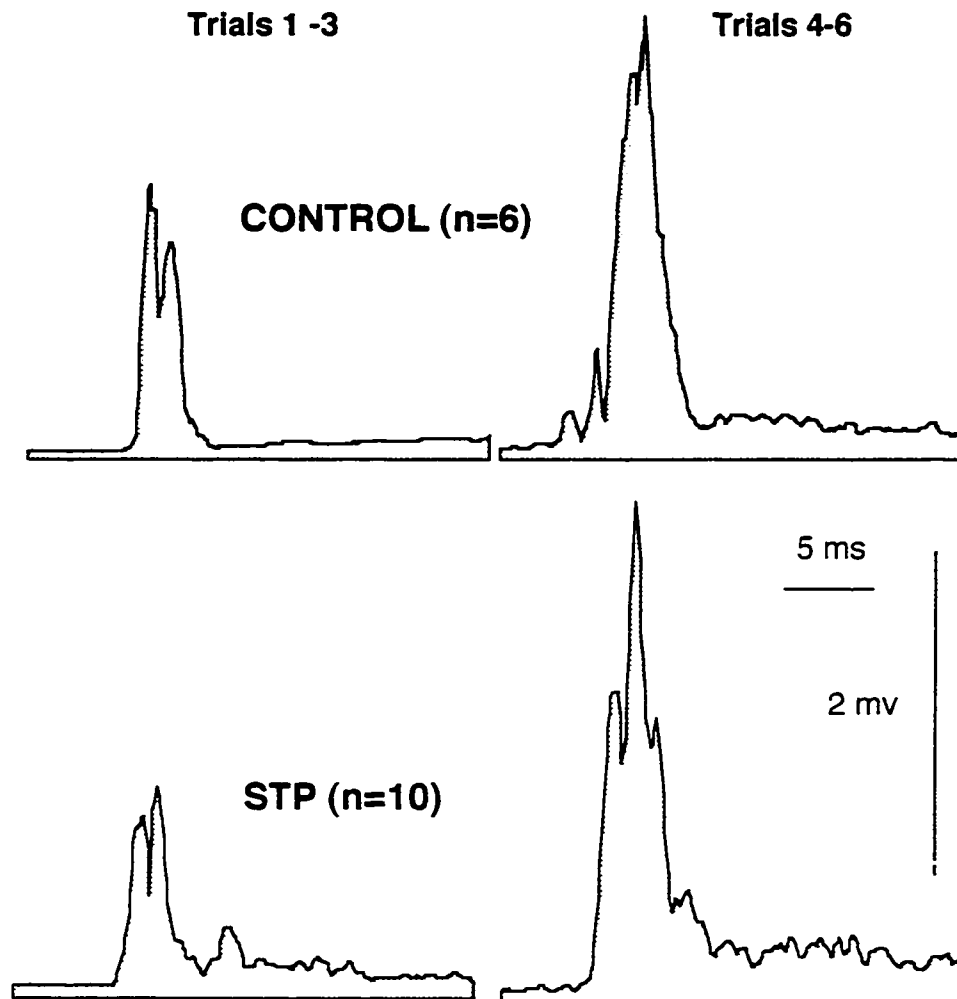 Trials 1 -3
Trials 4-6
CONTROL (n=6)
5 ms
2 mv
STP (n=10)